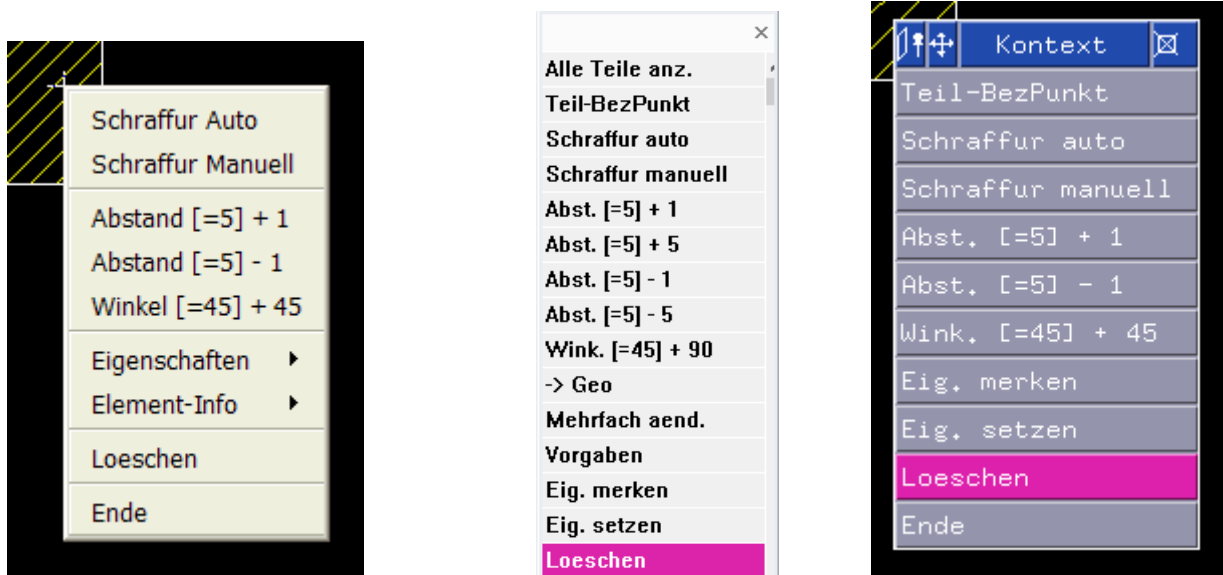 Schraffur Auto
Schraffur Manuell
Abstand [=5] + 1
Abstand [=5] - 1
Winkel [=45] + 45
Eigenschaften
Element-Info
Loeschen
Ende
Alle Teile anz.
Teil-BezPunkt
Schraffur auto
Schraffur manuell
Abst. [=5] + 1
Abst. [=5] + 5
Abst. [=5] - 1
Abst. [=5] - 5
Wink. [=45] + 90
-> Geo
Mehrfach aend.
Vorgaben
Eig. merken
Eig. setzen
Loeschen
Kontext
Teil-BezPunkt
Schraffur auto
Schraffur manuell
Abst. [=5] + 1
Abst. [=5] - 1
Wink. [=45] + 45
Eig. merken
Eig. setzen
Loeschen
Ende